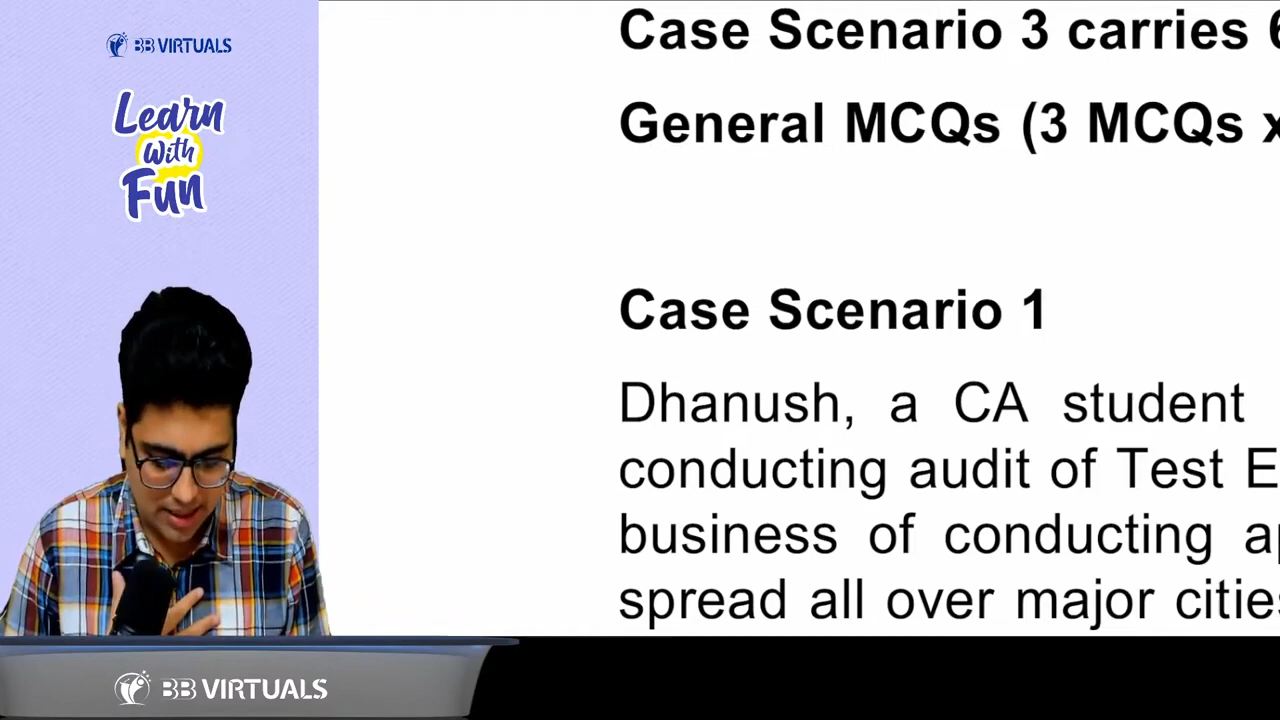 BB VIRTUALS
Learn
With
Fun
Case Scenario 3 carries
General MCQs (3 MCQs x
Case Scenario 1
Dhanush, a CA student
conducting audit of Test E
business of conducting
spread all over major cities
BB VIRTUALS